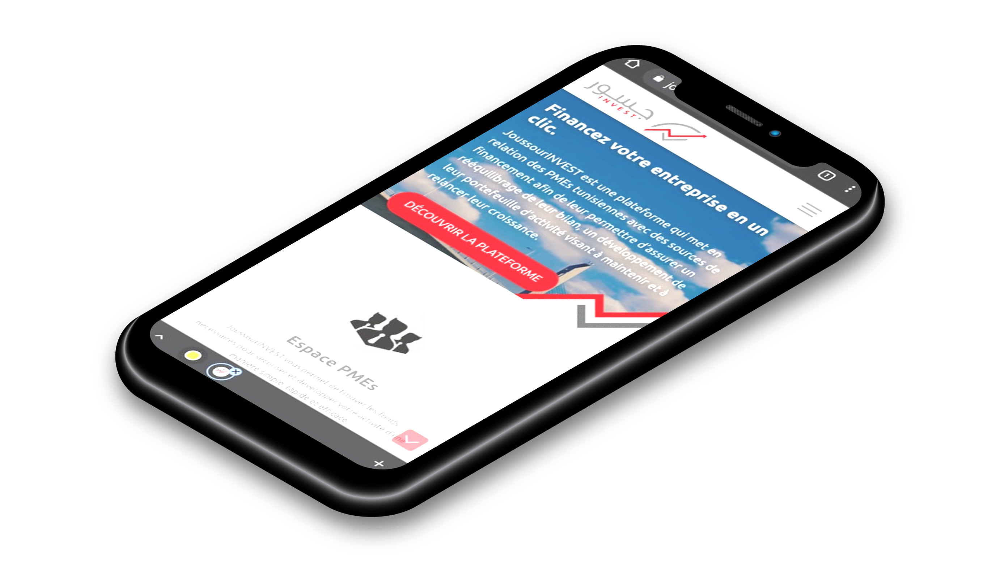 jo
1
جسور
INVEST
Financez votre entreprise en un
clic.
JoussourINVEST est une plateforme qui met en
relation des PMEs tunisiennes avec des sources de
financement afin de leur permettre d'assurer un
rééquilibrage de leur bilan, un développement de
leur portefeuille d'activité visant à maintenir et à
relancer leur croissance.
DÉCOUVRIR LA PLATEFORME
Espace PMEs
JoussourINVEST vous permet de trouver les fonds
nécessaires pour sécuriser et développer votre activité d'une
manière simple, rapide et efficace.